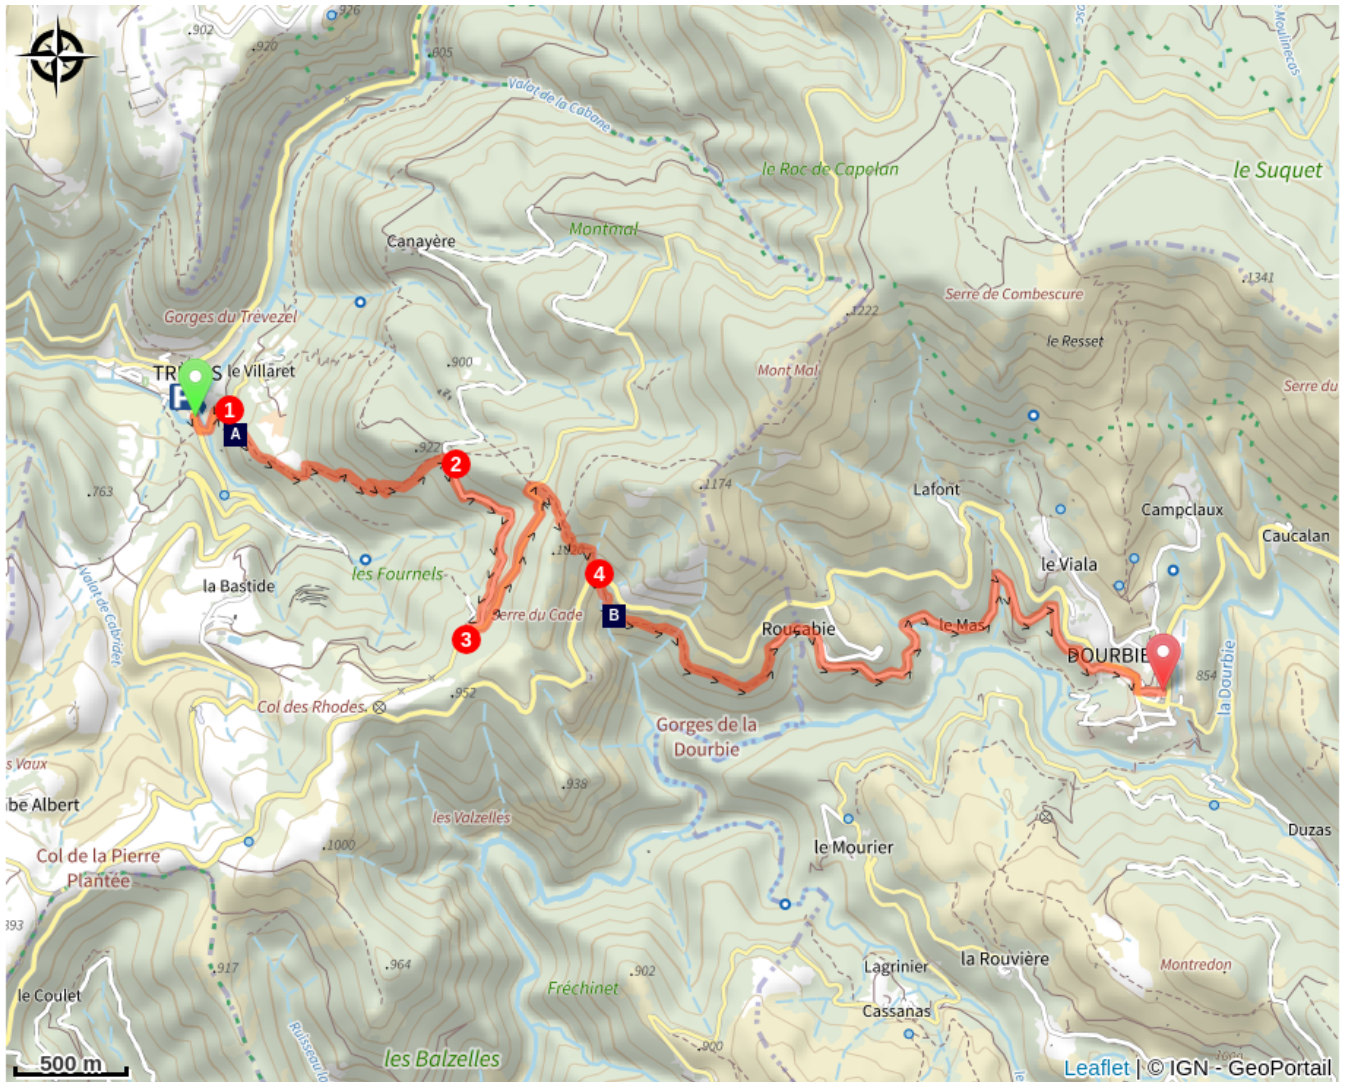 .902
.926
.920
.805
Valat de la Cabane
le Roc de Capolan
le Suquet
Montmal
Canayère
.1341
Serre de Combescure
.1222
Gorges du Trévezel
le Resset
le Villaret
.900
Mont Mal
Serre du
P
1
A
.922
2
.763
.1174
Lafont
Campclaux
Caucalan
4
la Bastide
les Fournels
le Viala
Valat de Cabridet
Serre du Cade
B
3
le Mas
Roucabie
DOURBIE
854
.952
Col des Rhodes
la Dourbie
Gorges de la
Dourbie
s Vaux
.938
be Albert
les Valzelles
Duzas
.1000
le Mourier
Col de la Pierre
Plantée
393
.917
.964
.902
Lagrinier
la Rouvière
Montredon
Fréchinet
le Coulet
Cassanas
.900
les Balzelles
500 m
Leaflet | © IGN - GeoPortail